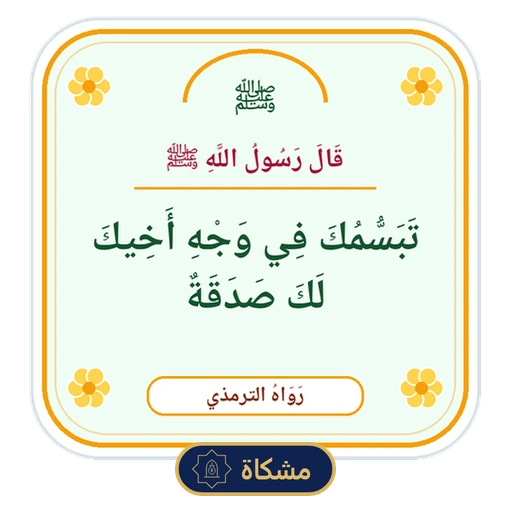 ﷺ
قَالَ رَسُولُ اللَّهِ ﷺ
تَبَسُّمُكَ فِي وَجْهِ أَخِيكَ
لَكَ صَدَقَةٌ
رَوَاهُ الترمذي
مشكاة